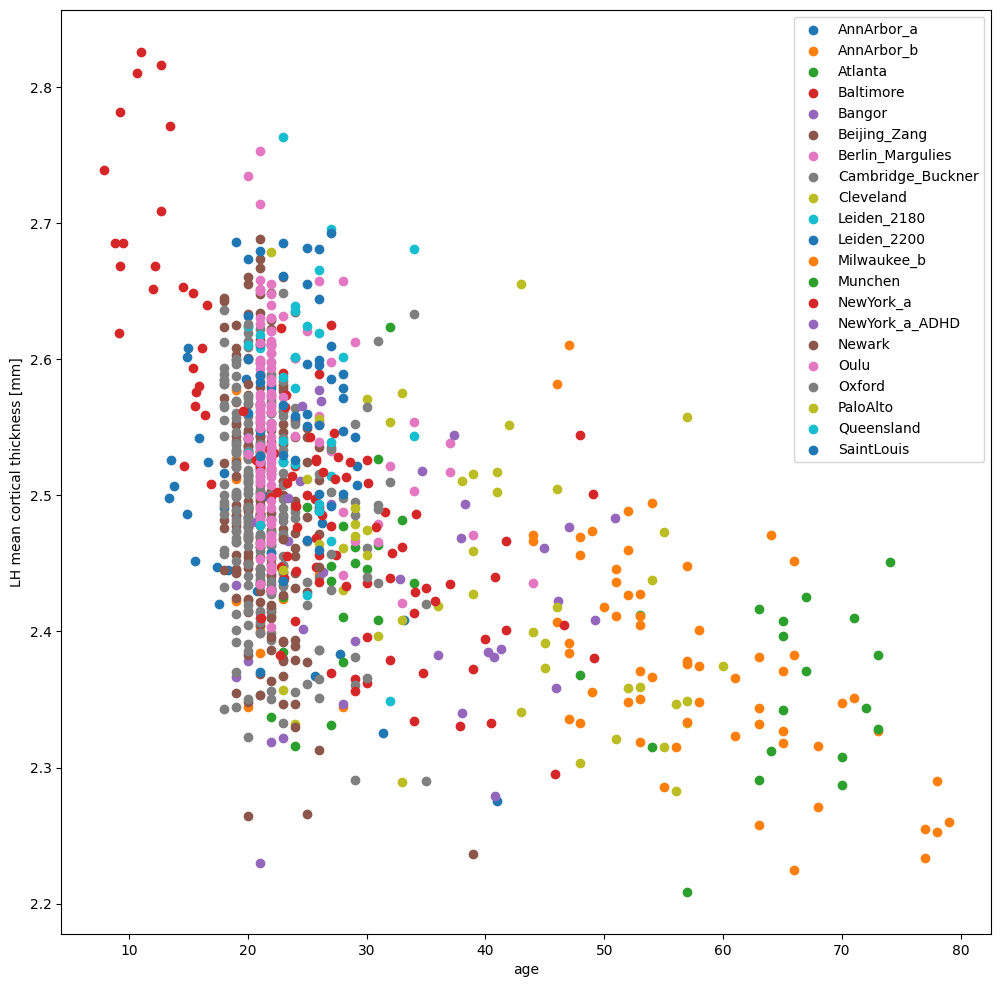 AnnArbor_a
AnnArbor_b
Atlanta
Baltimore
Bangor
Beijing_Zang
Berlin_Margulies
Cambridge_Buckner
Cleveland
Leiden_2180
Leiden_2200
Milwaukee_b
Munchen
NewYork_a
NewYork_a_ADHD
Newark
Oulu
Oxford
PaloAlto
Queensland
SaintLouis
LH mean cortical thickness [mm]
2.8
2.7
2.6
2.5
2.4
2.3
2.2
10 20 30 40 50 60 70 80
age